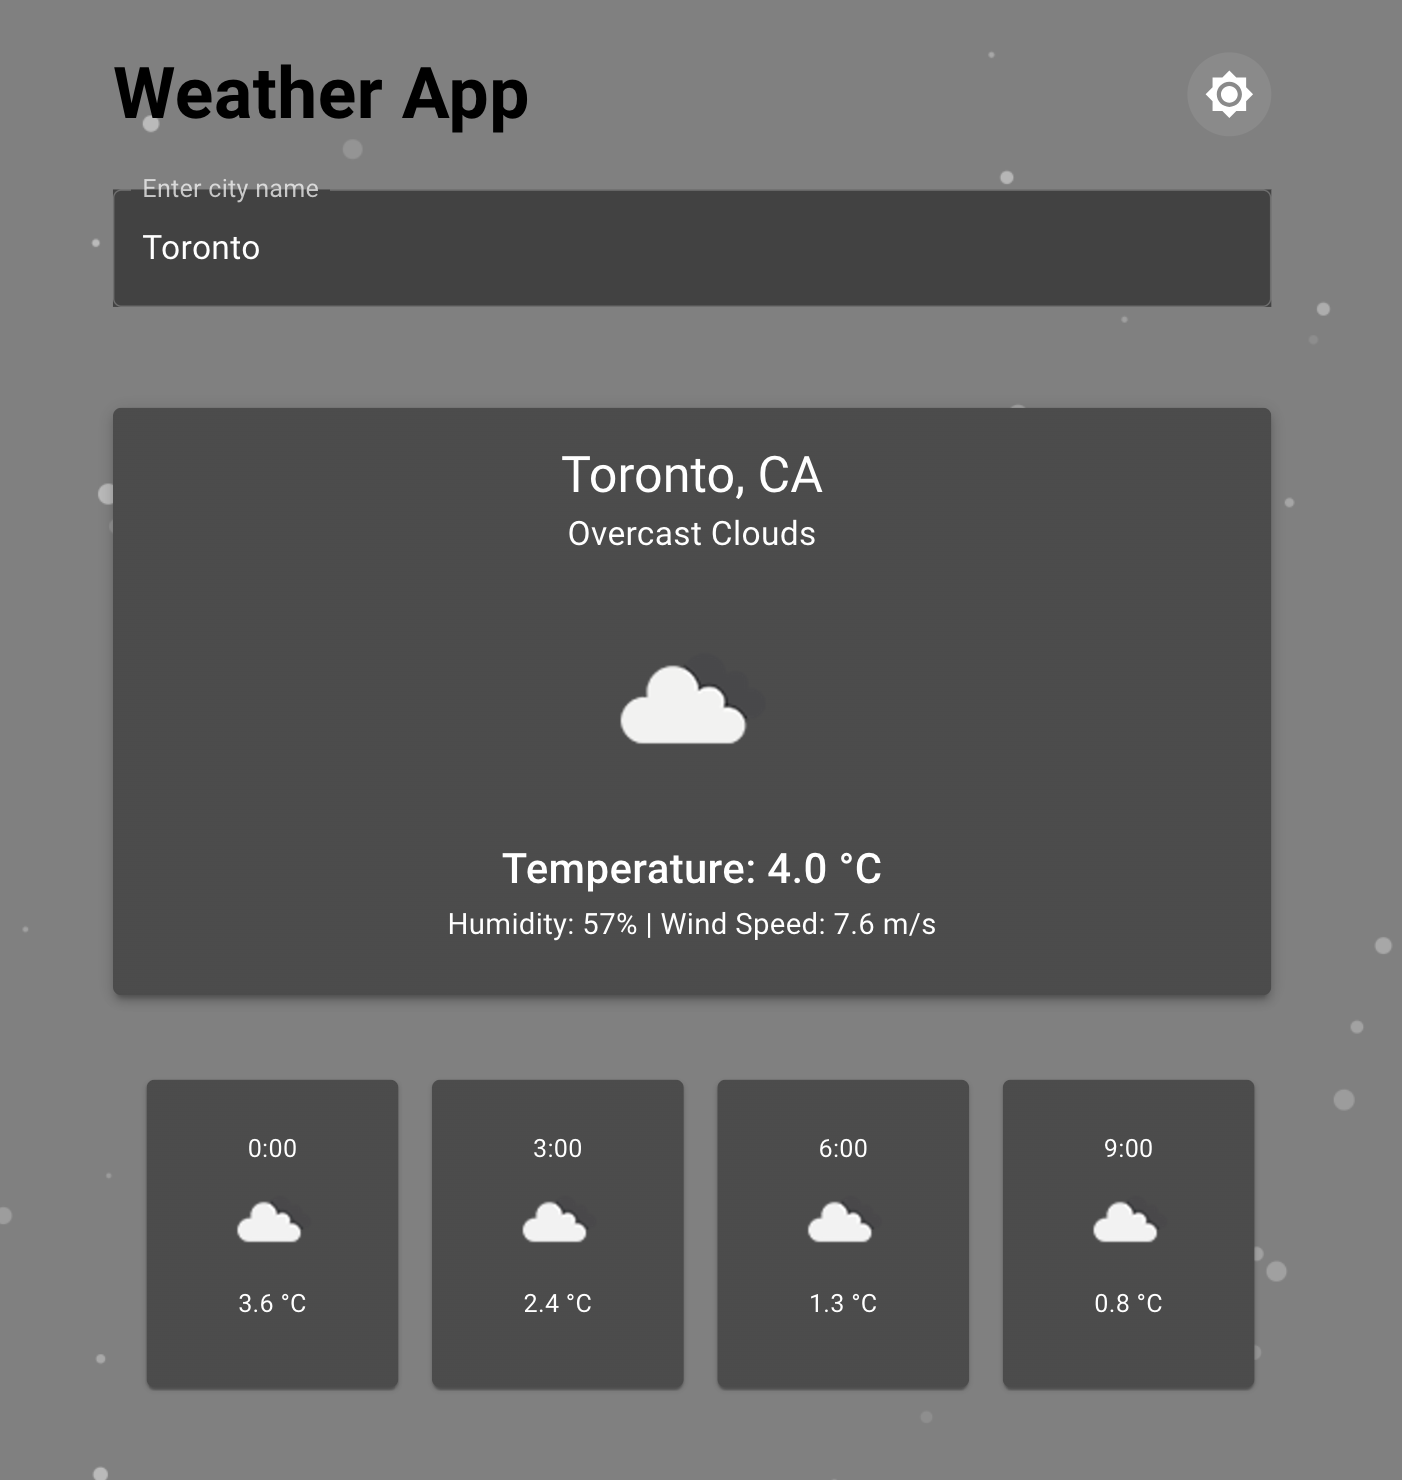 Weather App
Enter city name
Toronto
Toronto, CA
Overcast Clouds
Temperature: 4.0 °C
Humidity: 57% | Wind Speed: 7.6 m/s
0:00 3:00 6:00 9:00
3.6 °C 2.4 °C 1.3 °C 0.8 °C